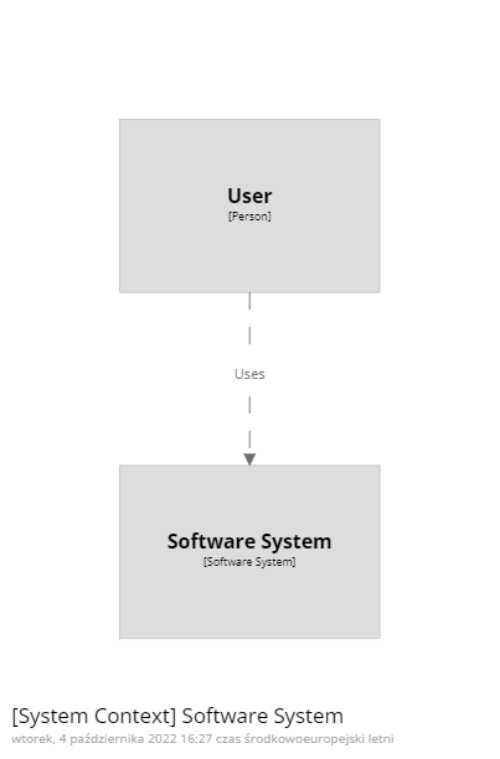 User
[Person]
Uses
Software System
[Software System]
[System Context] Software System
wtorek, 4 października 2022 16:27 czas środkowoeuropejski letni